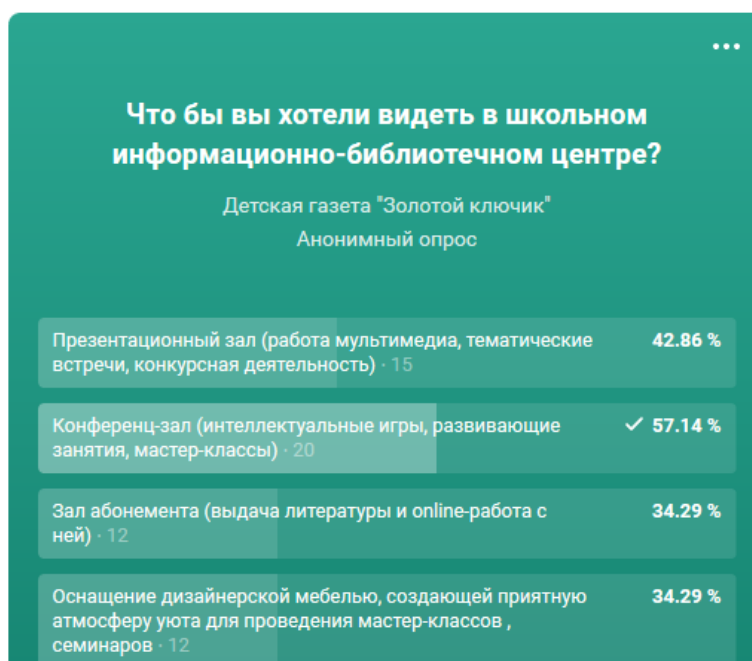 Что бы вы хотели видеть в школьном
информационно-библиотечном центре?
Детская газета "Золотой ключик"
Анонимный опрос
Презентационный зал (работа мультимедиа, тематические
встречи, конкурсная деятельность) · 15
42.86 %
Конференц-зал (интеллектуальные игры, развивающие
занятия, мастер-классы) · 20
57.14 %
Зал абонемента (выдача литературы и online-работа с
ней) · 12
34.29 %
Оснащение дизайнерской мебелью, создающей приятную
атмосферу уюта для проведения мастер-классов ,
семинаров · 12
34.29 %